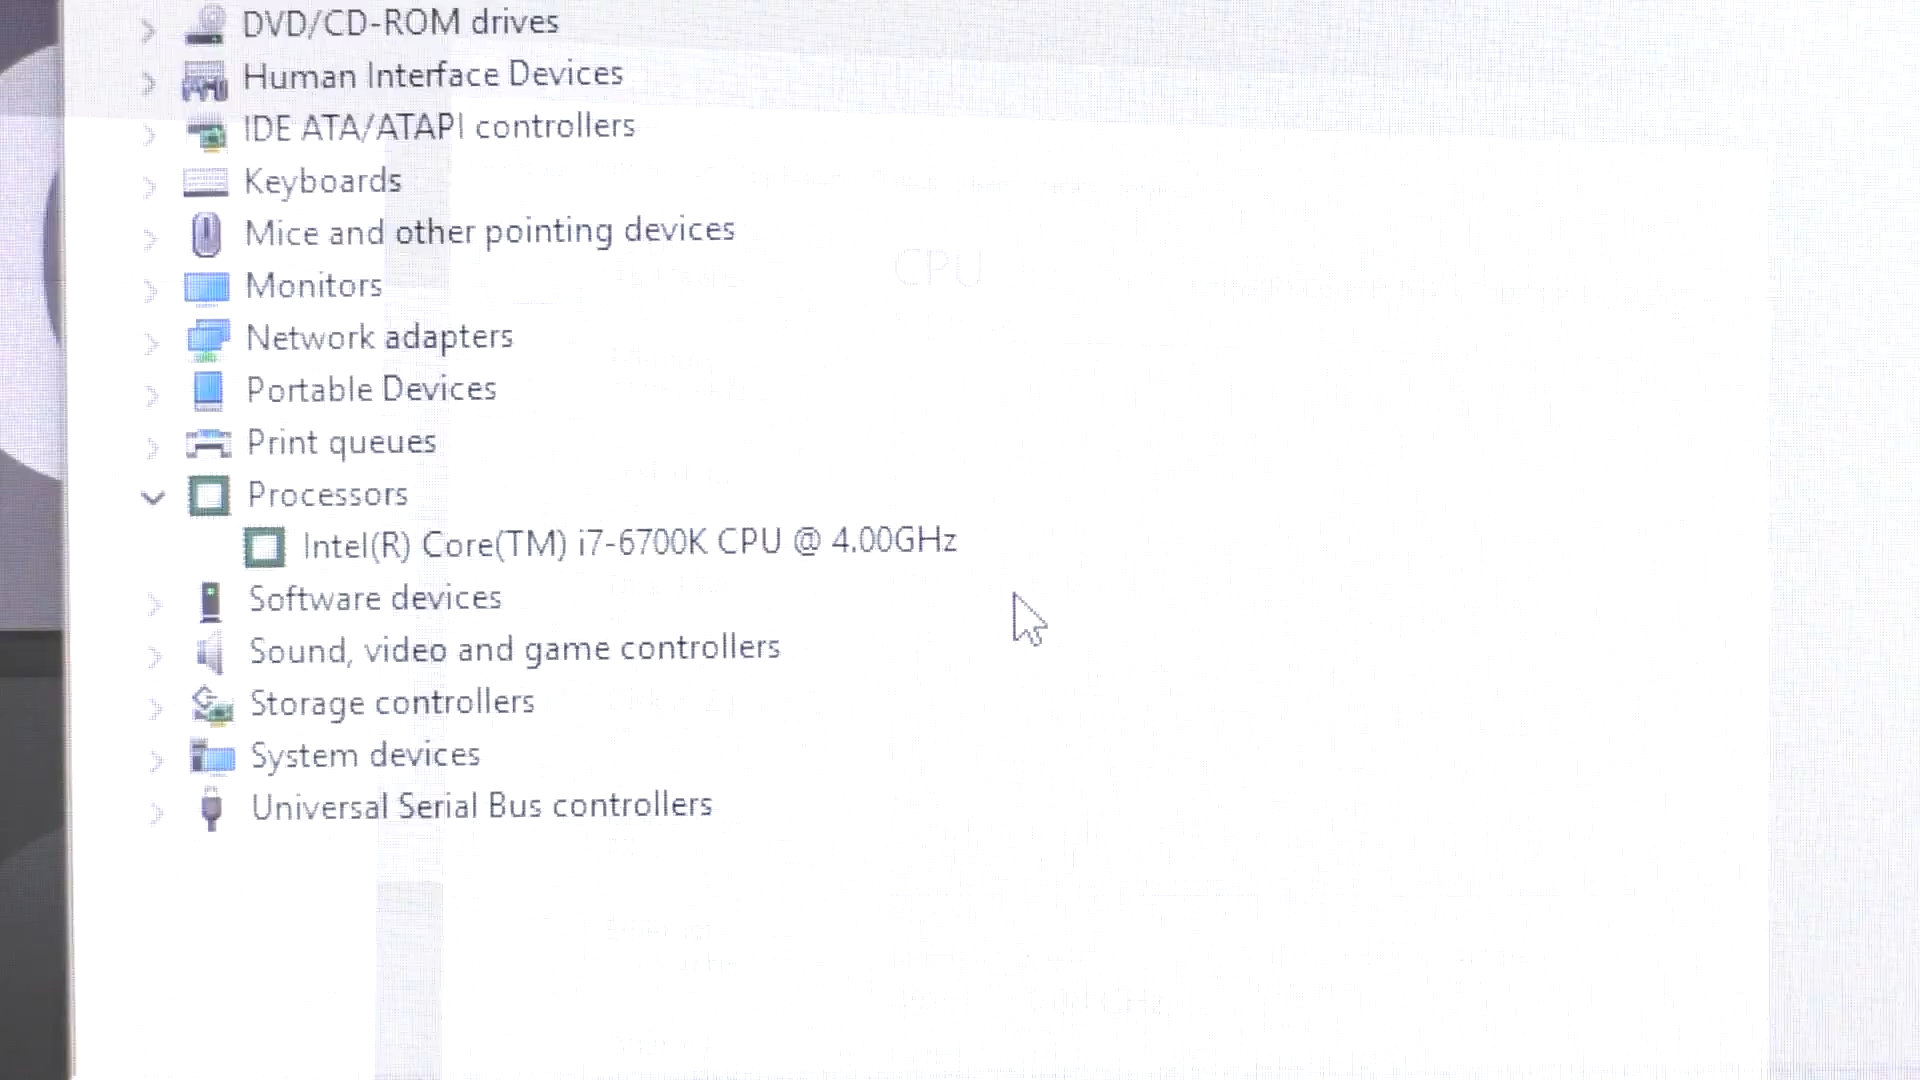 DVD/CD-ROM drives
Human Interface Devices
IDE ATA/ATAPI controllers
Keyboards
Mice and other pointing devices
CPU
Monitors
Network adapters
Portable Devices
Print queues
Processors
Intel(R) Core(TM) i7-6700K CPU @ 4.00GHz
Software devices
Sound, video and game controllers
Storage controllers
System devices
Universal Serial Bus controllers